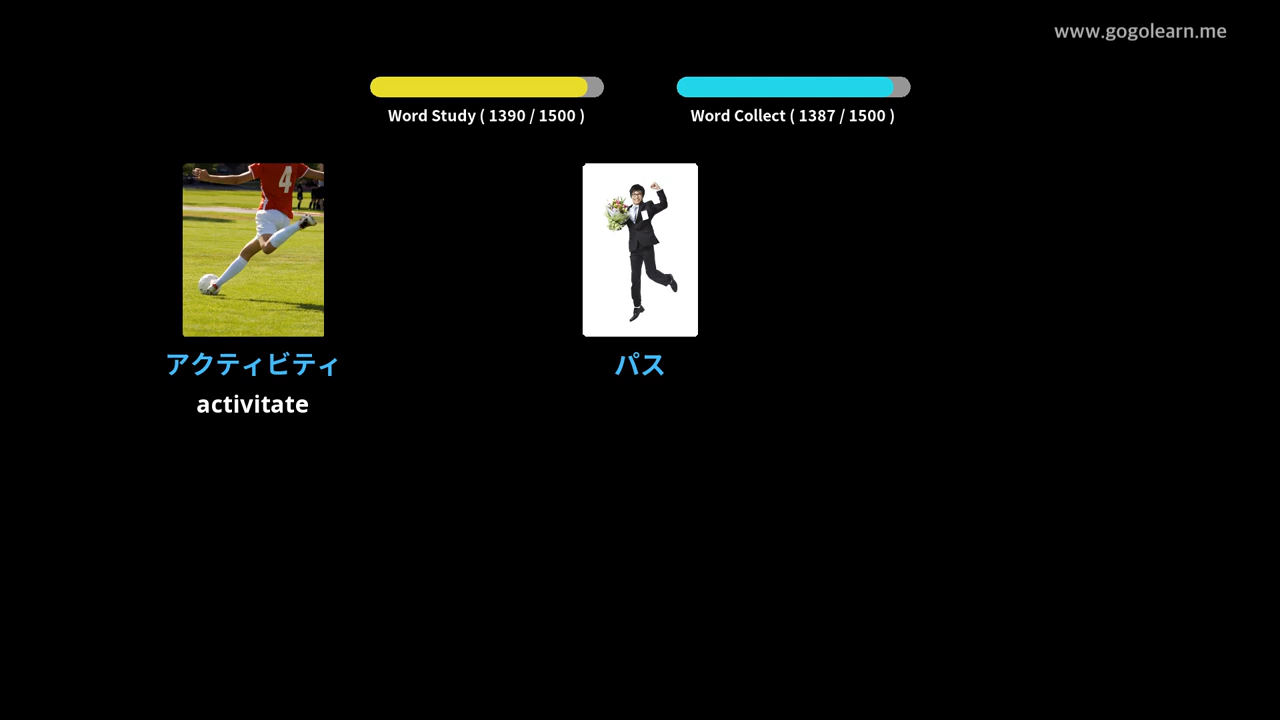 www.gogolearn.me
Word Study ( 1390 / 1500 )
Word Collect ( 1387 / 1500 )
4
アクティビティ
activitate
パス